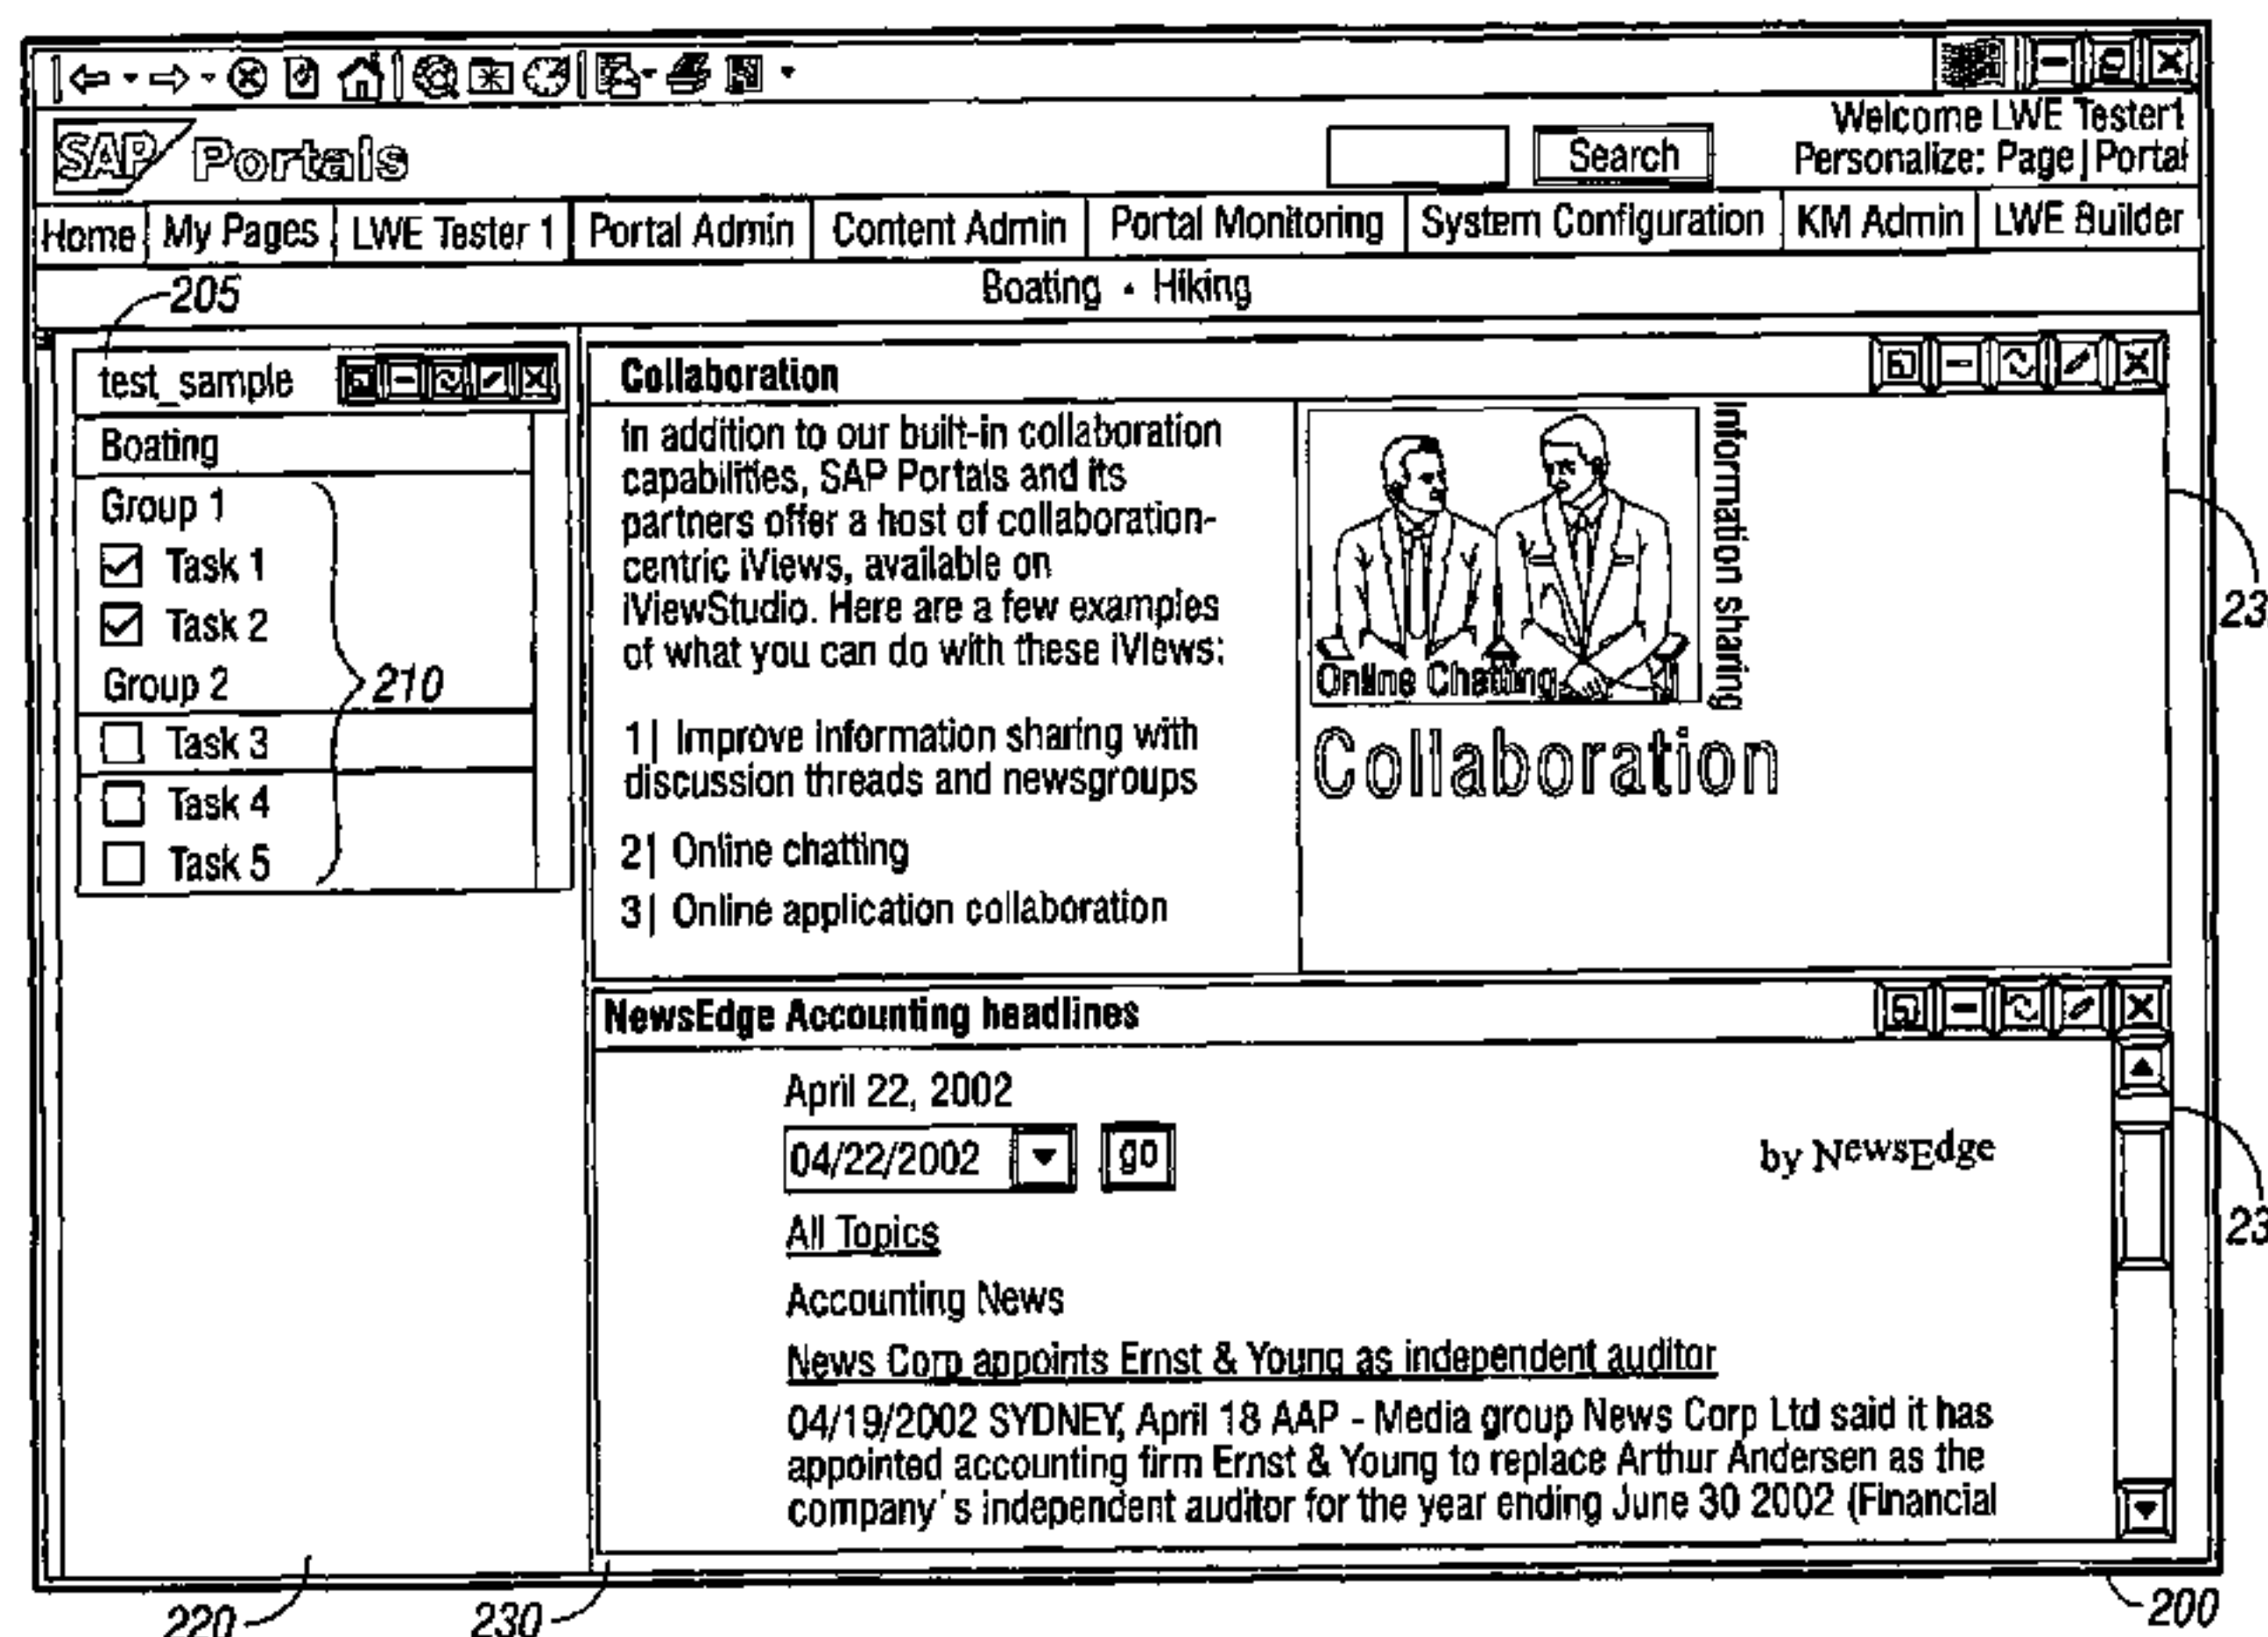 SAP Portals
Search
Welcome LWE Tester1
Personalize: Page|Portal
Home
My Pages
LWE Tester 1
Portal Admin
Content Admin
Portal Monitoring
System Configuration
KM Admin
LWE Builder
Boating • Hiking
205
test_sample
Boating
Group 1
Task 1
Task 2
Group 2
Task 3
Task 4
Task 5
210
Collaboration
In addition to our built-in collaboration
capabilities, SAP Portals and its
partners offer a host of collaboration-
centric iViews, available on
iViewStudio. Here are a few examples
of what you can do with these iViews:
1| Improve information sharing with
discussion threads and newsgroups
2| Online chatting
3| Online application collaboration
Information sharing
Online Chatting
Collaboration
23
NewsEdge Accounting headlines
April 22, 2002
04/22/2002
go
by NewsEdge
All Topics
Accounting News
News Corp appoints Ernst & Young as independent auditor
04/19/2002 SYDNEY, April 18 AAP - Media group News Corp Ltd said it has
appointed accounting firm Ernst & Young to replace Arthur Andersen as the
company's independent auditor for the year ending June 30 2002 (Financial
23
220
230
200